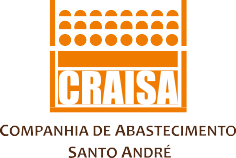 CRAISA
COMPANHIA DE ABASTECIMENTO
SANTO ANDRÉ